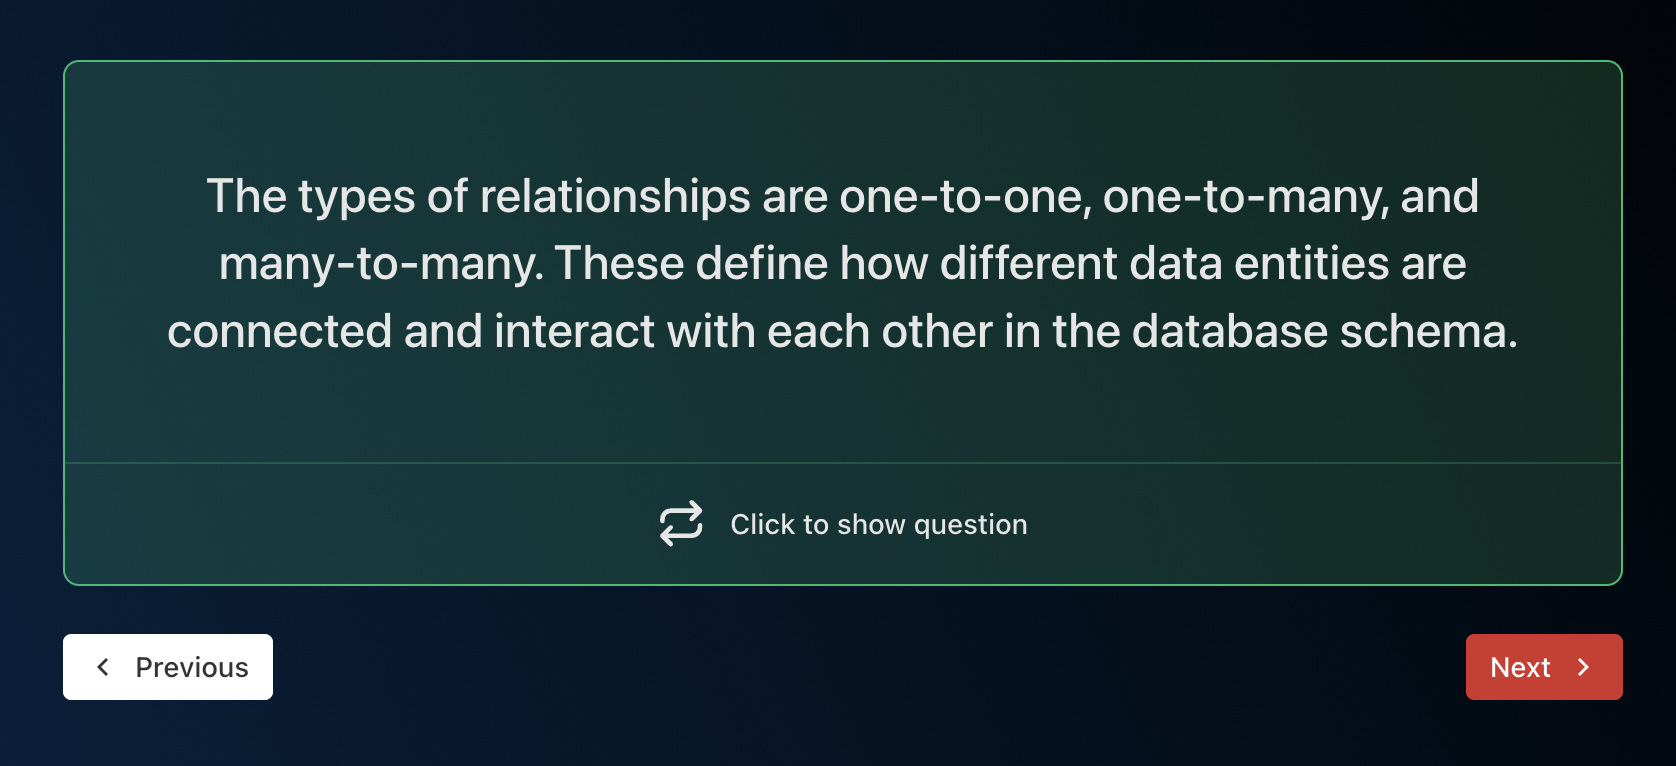 The types of relationships are one-to-one, one-to-many, and
many-to-many. These define how different data entities are
connected and interact with each other in the database schema.
Click to show question
Previous
Next